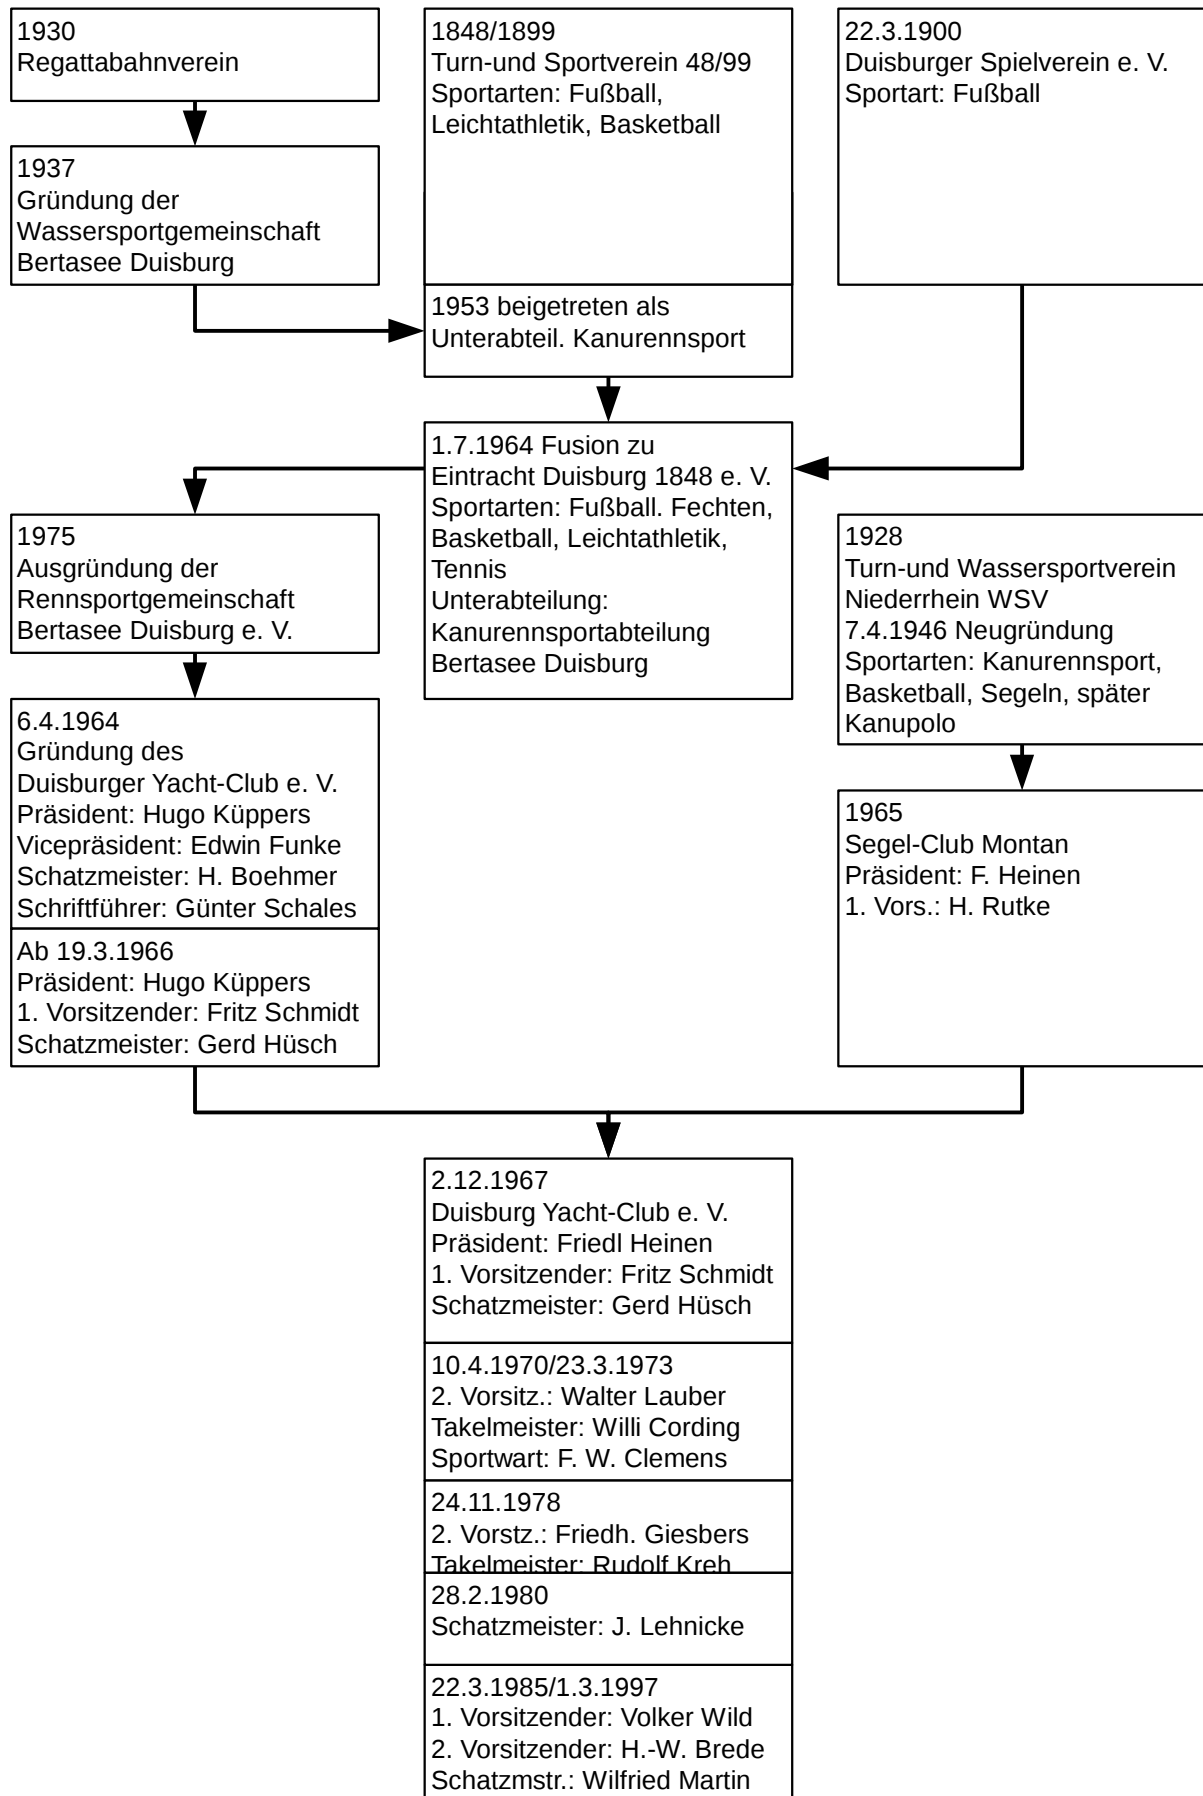 1930
Regattabahnverein
1937
Gründung der
Wassersportgemeinschaft
Bertasee Duisburg
1848/1899
Turn-und Sportverein 48/99
Sportarten: Fußball,
Leichtathletik, Basketball
1953 beigetreten als
Unterabteil. Kanurennsport
22.3.1900
Duisburger Spielverein e. V.
Sportart: Fußball
1.7.1964 Fusion zu
Eintracht Duisburg 1848 e. V.
Sportarten: Fußball. Fechten,
Basketball, Leichtathletik,
Tennis
Unterabteilung:
Kanurennsportabteilung
Bertasee Duisburg
1975
Ausgründung der
Rennsportgemeinschaft
Bertasee Duisburg e. V.
6.4.1964
Gründung des
Duisburger Yacht-Club e. V.
Präsident: Hugo Küppers
Vicepräsident: Edwin Funke
Schatzmeister: H. Boehmer
Schriftführer: Günter Schales
Ab 19.3.1966
Präsident: Hugo Küppers
1. Vorsitzender: Fritz Schmidt
Schatzmeister: Gerd Hüsch
1928
Turn-und Wassersportverein
Niederrhein WSV
7.4.1946 Neugründung
Sportarten: Kanurennsport,
Basketball, Segeln, später
Kanupolo
1965
Segel-Club Montan
Präsident: F. Heinen
1. Vors.: H. Rutke
2.12.1967
Duisburg Yacht-Club e. V.
Präsident: Friedl Heinen
1. Vorsitzender: Fritz Schmidt
Schatzmeister: Gerd Hüsch
10.4.1970/23.3.1973
2. Vorsitz.: Walter Lauber
Takelmeister: Willi Cording
Sportwart: F. W. Clemens
24.11.1978
2. Vorstz.: Friedh. Giesbers
Takelmeister: Rudolf Kreh
28.2.1980
Schatzmeister: J. Lehnicke
22.3.1985/1.3.1997
1. Vorsitzender: Volker Wild
2. Vorsitzender: H.-W. Brede
Schatzmstr.: Wilfried Martin